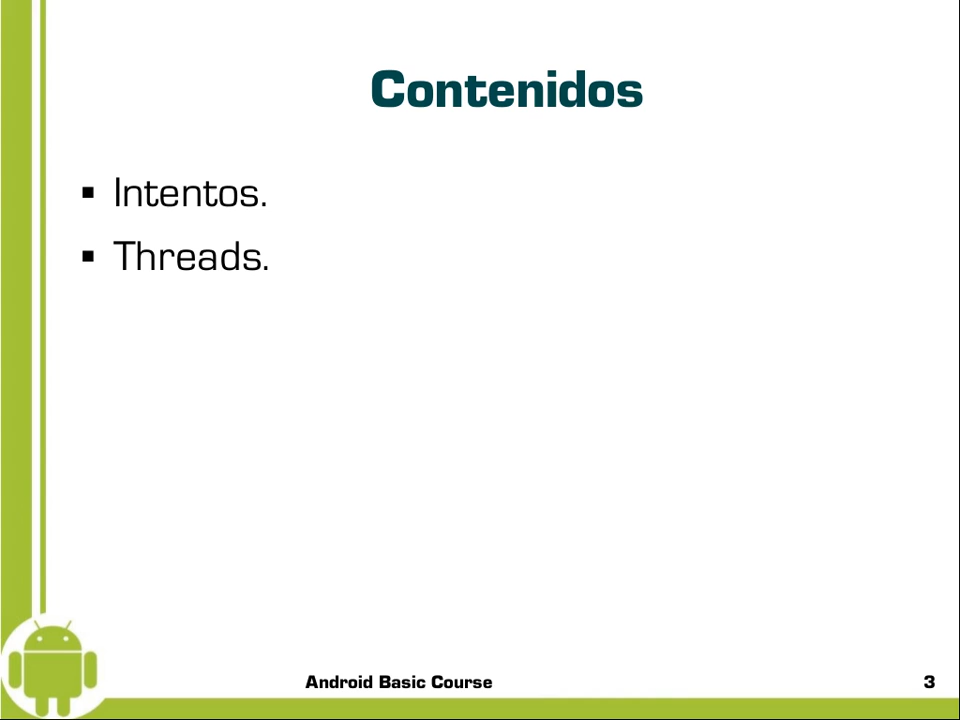 Contenidos
▪ Intentos.
▪ Threads.
Android Basic Course
3